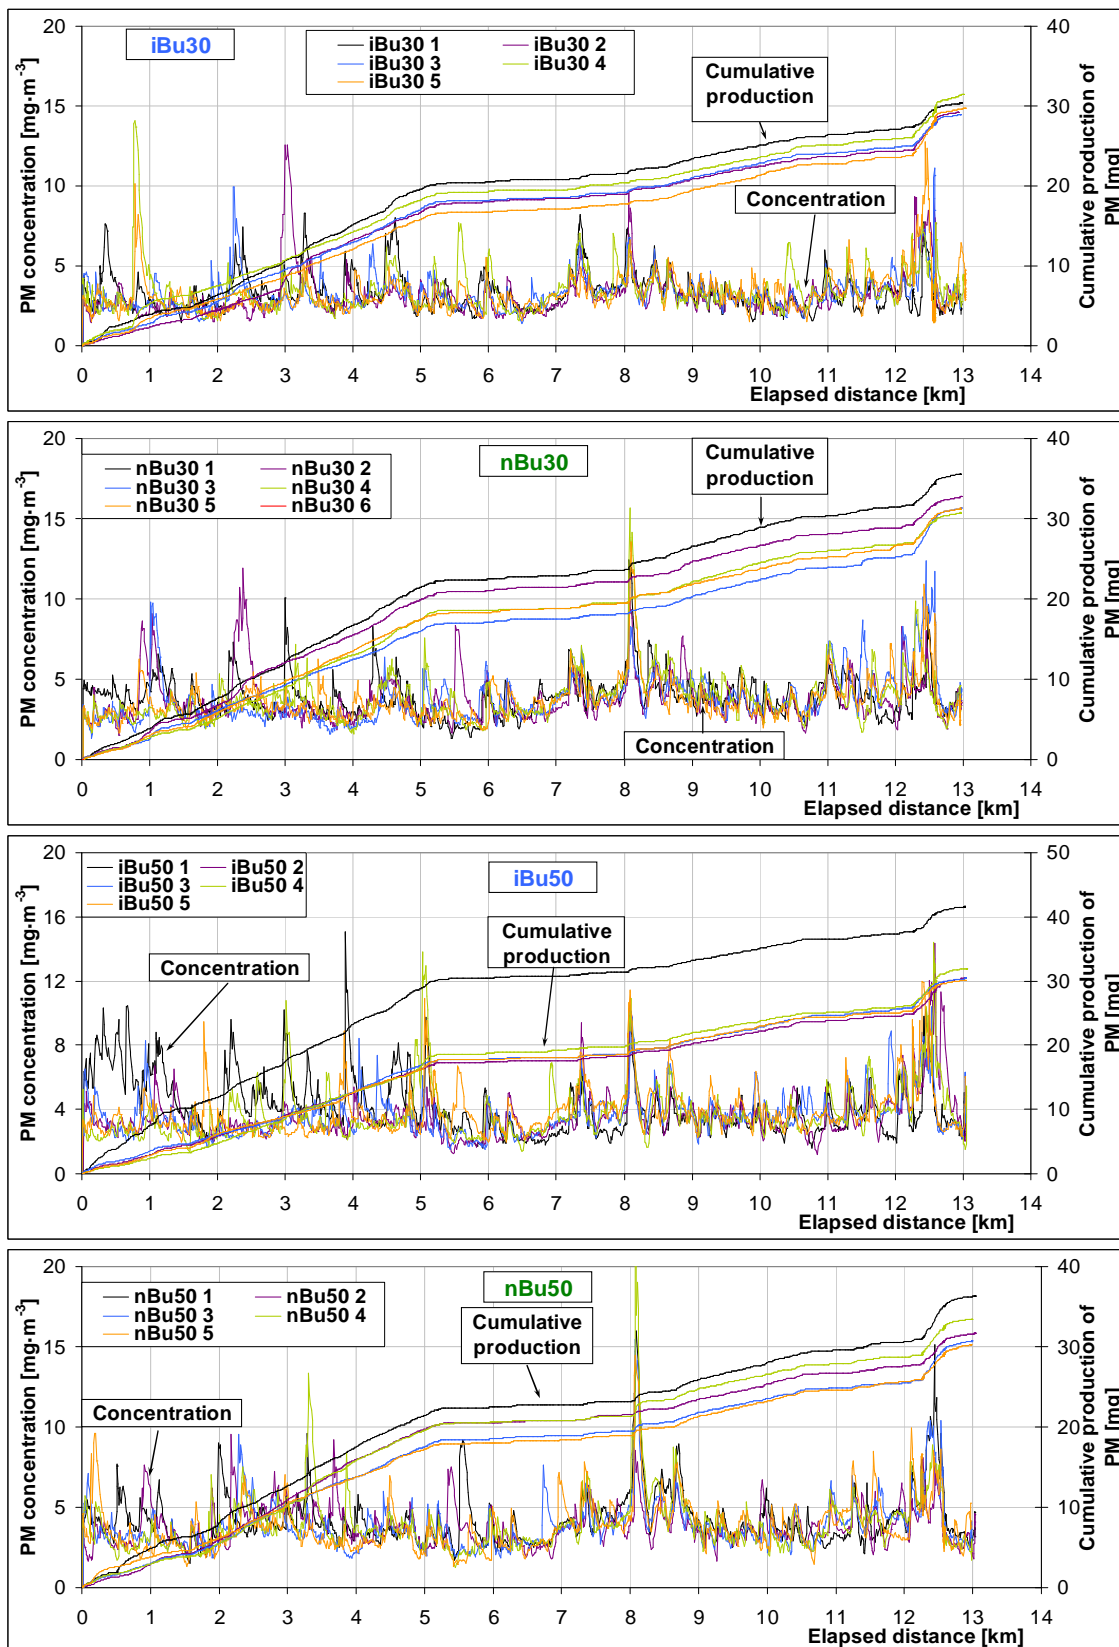 iBu30
iBu30 1
iBu30 2
iBu30 3
iBu30 4
iBu30 5
Cumulative
production
Concentration
PM concentration [mg·m-3]
Cumulative production of
PM [mg]
20
15
10
5
0
40
30
20
10
0
0 1 2 3 4 5 6 7 8 9 10 11 12 13 14
Elapsed distance [km]
nBu30
nBu30 1
nBu30 2
nBu30 3
nBu30 4
nBu30 5
nBu30 6
Cumulative
production
Concentration
PM concentration [mg·m-3]
Cumulative production of
PM [mg]
20
15
10
5
0
40
30
20
10
0
0 1 2 3 4 5 6 7 8 9 10 11 12 13 14
Elapsed distance [km]
iBu50
iBu50 1
iBu50 2
iBu50 3
iBu50 4
iBu50 5
Cumulative
production
Concentration
PM concentration [mg·m-3]
Cumulative production of
PM [mg]
20
16
12
8
4
0
50
40
30
20
10
0
0 1 2 3 4 5 6 7 8 9 10 11 12 13 14
Elapsed distance [km]
nBu50
nBu50 1
nBu50 2
nBu50 3
nBu50 4
nBu50 5
Cumulative
production
Concentration
PM concentration [mg·m-3]
Cumulative production of
PM [mg]
20
15
10
5
0
40
30
20
10
0
0 1 2 3 4 5 6 7 8 9 10 11 12 13 14
Elapsed distance [km]